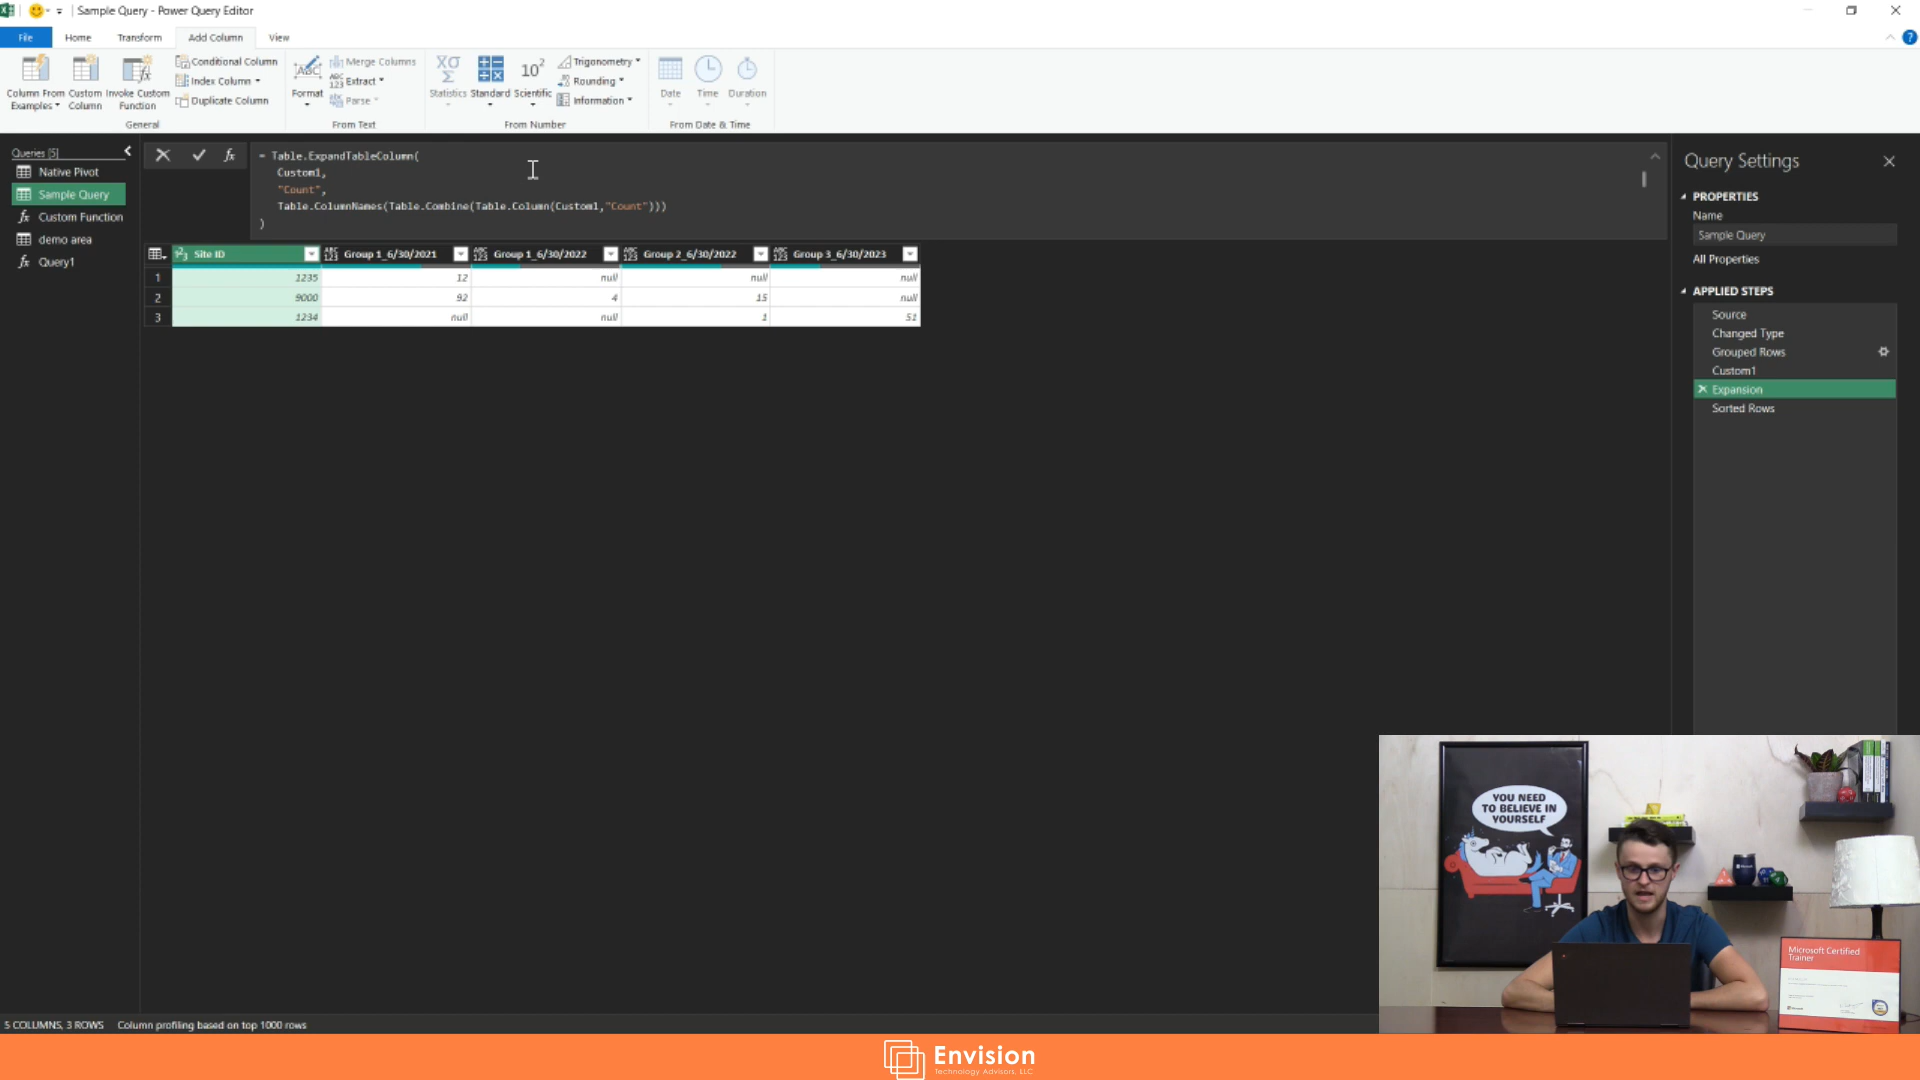 Sample Query - Power Query Editor
File Home Transform Add Column View
Column From Examples
Custom Column
Invoke Custom Function
Conditional Column
Index Column
Duplicate Column
General
Format
Merge Columns
Extract
Parse
From Text
Statistics
Standard
Scientific
Trigonometry
Rounding
Information
From Number
Date
Time
Duration
From Date & Time
Queries [5]
Native Pivot
Sample Query
Custom Function
demo area
Query1
= Table.ExpandTableColumn(
Custom1,
"Count",
Table.ColumnNames(Table.Combine(Table.Column(Custom1,"Count")))
)
Site ID Group 1_6/30/2021 Group 1_6/30/2022 Group 2_6/30/2022 Group 3_6/30/2023
1 1235 12 null null null
2 9000 92 4 15 null
3 1234 null null 1 51
Query Settings
PROPERTIES
Name
Sample Query
All Properties
APPLIED STEPS
Source
Changed Type
Grouped Rows
Custom1
Expansion
Sorted Rows
YOU NEED
TO BELIEVE IN
YOURSELF
Microsoft Certified
Trainer
5 COLUMNS, 3 ROWS Column profiling based on top 1000 rows
Envision
Technology Advisors, LLC